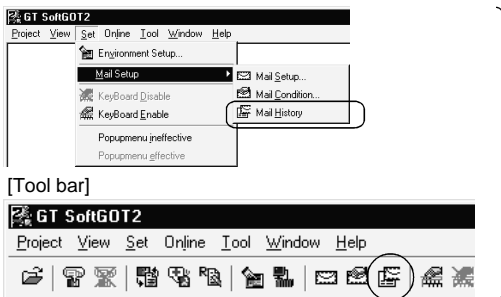 GT SoftGOT2
Project View Set Online Tool Window Help
Environment Setup...
Mail Setup
Mail Setup...
KeyBoard Disable
Mail Condition...
KeyBoard Enable
Mail History
Popupmenu ineffective
Popupmenu effective
[Tool bar]
GT SoftGOT2
Project View Set Online Tool Window Help